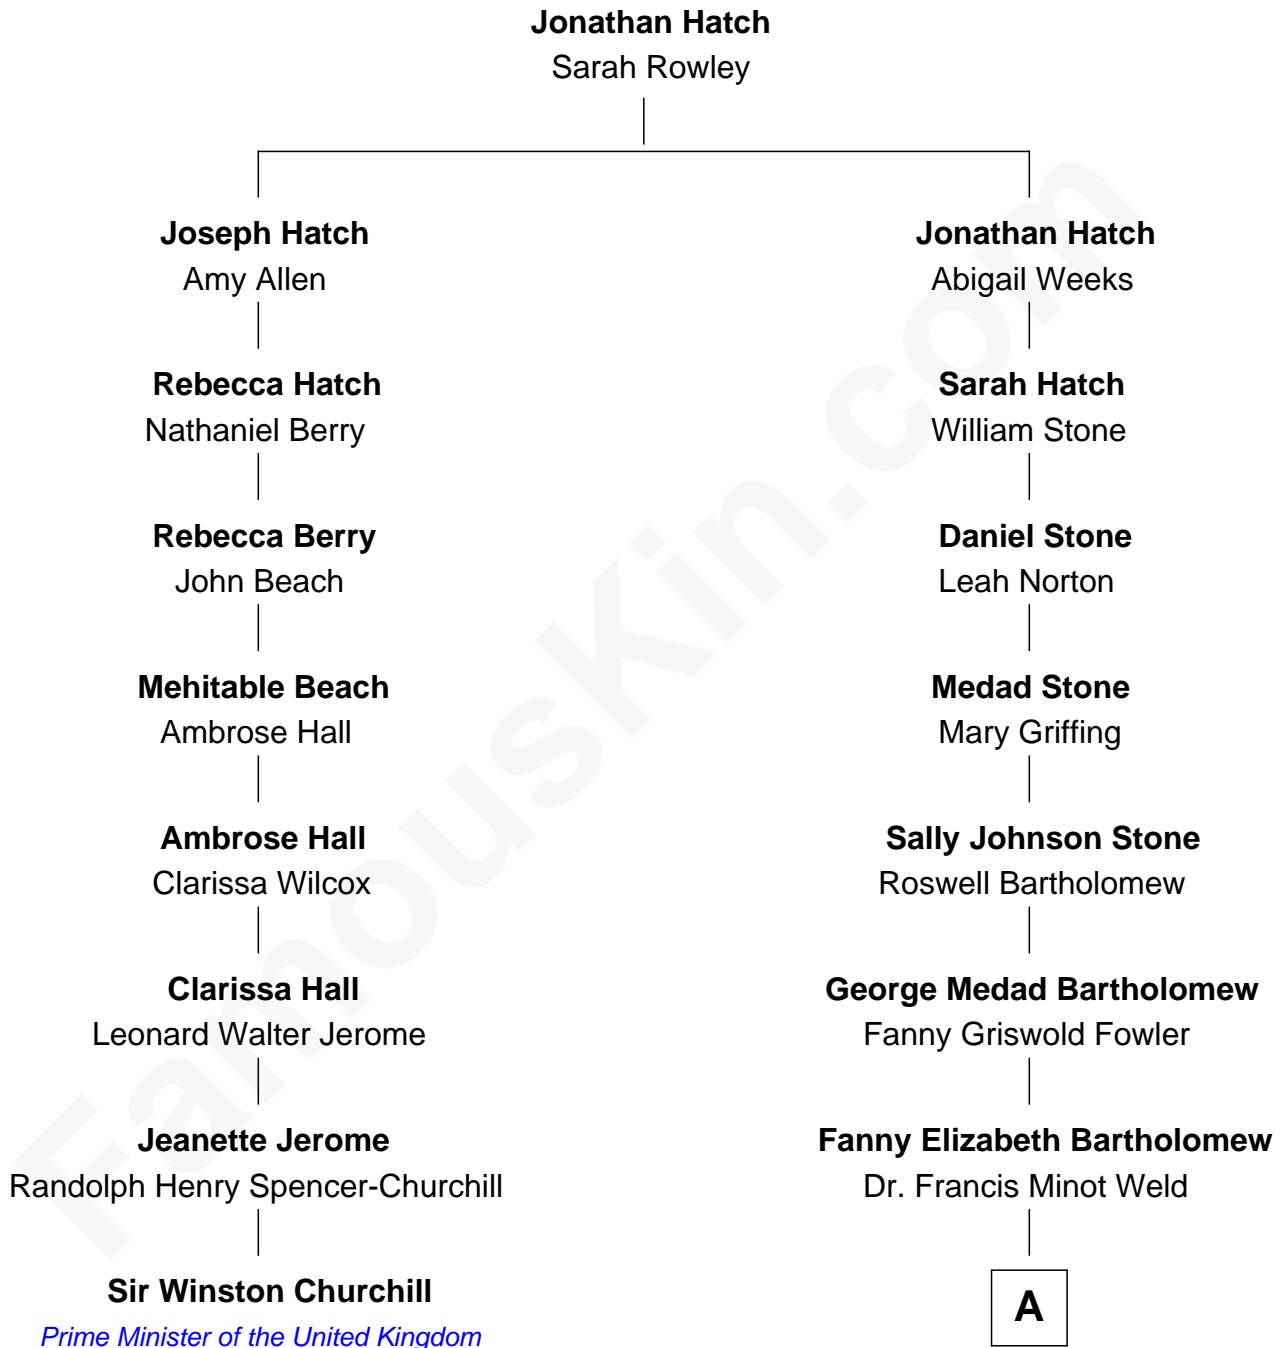 Jonathan Hatch
Sarah Rowley
Joseph Hatch
Amy Allen
Jonathan Hatch
Abigail Weeks
Rebecca Hatch
Nathaniel Berry
Sarah Hatch
William Stone
Rebecca Berry
John Beach
Daniel Stone
Leah Norton
Mehitable Beach
Ambrose Hall
Medad Stone
Mary Griffing
Ambrose Hall
Clarissa Wilcox
Sally Johnson Stone
Roswell Bartholomew
Clarissa Hall
Leonard Walter Jerome
George Medad Bartholomew
Fanny Griswold Fowler
Jeanette Jerome
Randolph Henry Spencer-Churchill
Fanny Elizabeth Bartholomew
Dr. Francis Minot Weld
Sir Winston Churchill
Prime Minister of the United Kingdom
A
FamousKin.com